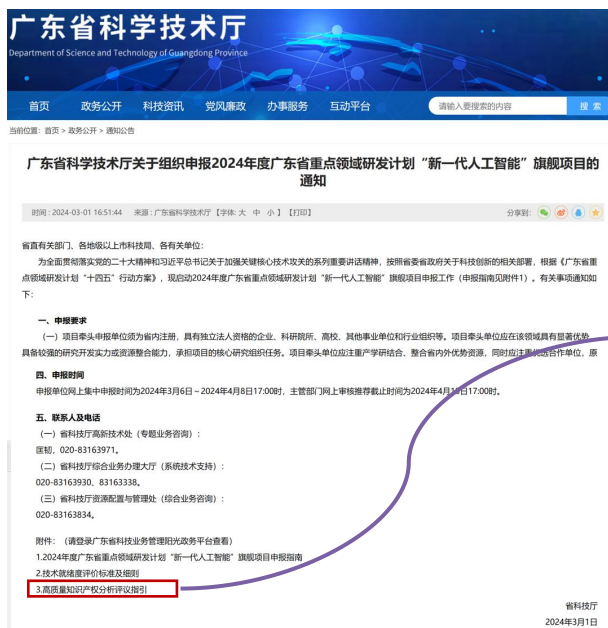 广东省科学技术厅
Department of Science and Technology of Guangdong Province
首页 政务公开 科技资讯 党风廉政 办事服务 互动平台 请输入要搜索的内容 搜 索
当前位置: 首页 > 政务公开 > 通知公告
广东省科学技术厅关于组织申报2024年度广东省重点领域研发计划“新一代人工智能”旗舰项目的
通知
时间 : 2024-03-01 16:51:44 来源 : 广东省科学技术厅 【字体: 大 中 小 】 【打印】 分享到:
省直有关部门、各地级以上市科技局、各有关单位:
为全面贯彻落实党的二十大精神和习近平总书记关于加强关键核心技术攻关的系列重要讲话精神，按照省委省政府关于科技创新的相关部署，根据《广东省重
点领域研发计划“十四五”行动方案》，现启动2024年度广东省重点领域研发计划“新一代人工智能”旗舰项目申报工作（申报指南见附件1）。有关事项通知如
下:
一、申报要求
（一）项目牵头申报单位须为省内注册，具有独立法人资格的企业、科研院所、高校、其他事业单位和行业组织等。项目牵头单位应在该领域具有显著优势，
具备较强的研究开发实力或资源整合能力，承担项目的核心研究组织任务。项目牵头单位应注重产学研结合、整合省内外优势资源，同时应注重优选合作单位，原
四、申报时间
申报单位网上集中申报时间为2024年3月6日～2024年4月8日17:00时，主管部门网上审核推荐截止时间为2024年4月15日17:00时。
五、联系人及电话
（一）省科技厅高新技术处（专题业务咨询）:
匡韧，020-83163971。
（二）省科技厅综合业务办理大厅（系统技术支持）:
020-83163930、83163338。
（三）省科技厅资源配置与管理处（综合业务咨询）:
020-83163834。
附件: （请登录广东省科技业务管理阳光政务平台查看）
1.2024年度广东省重点领域研发计划“新一代人工智能”旗舰项目申报指南
2.技术就绪度评价标准及细则
3.高质量知识产权分析评议指引
省科技厅
2024年3月1日